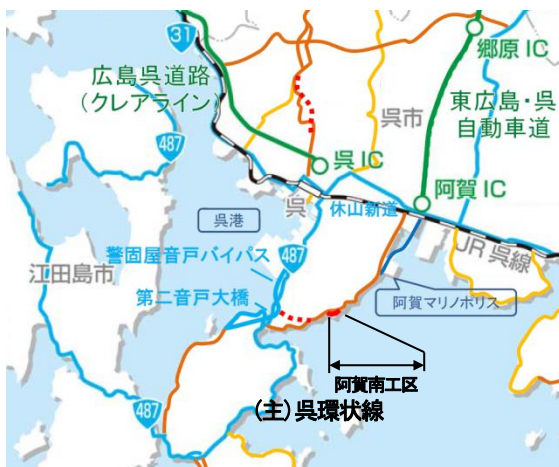 31
広島呉道路
(クレアライン)
郷原 IC
東広島・呉
自動車道
呉市
487
呉 IC
阿賀 IC
呉港
呉
休山新道
JR呉線
警固屋音戸バイパス
487
江田島市
第二音戸大橋
阿賀マリノポリス
阿賀南工区
(主)呉環状線
487